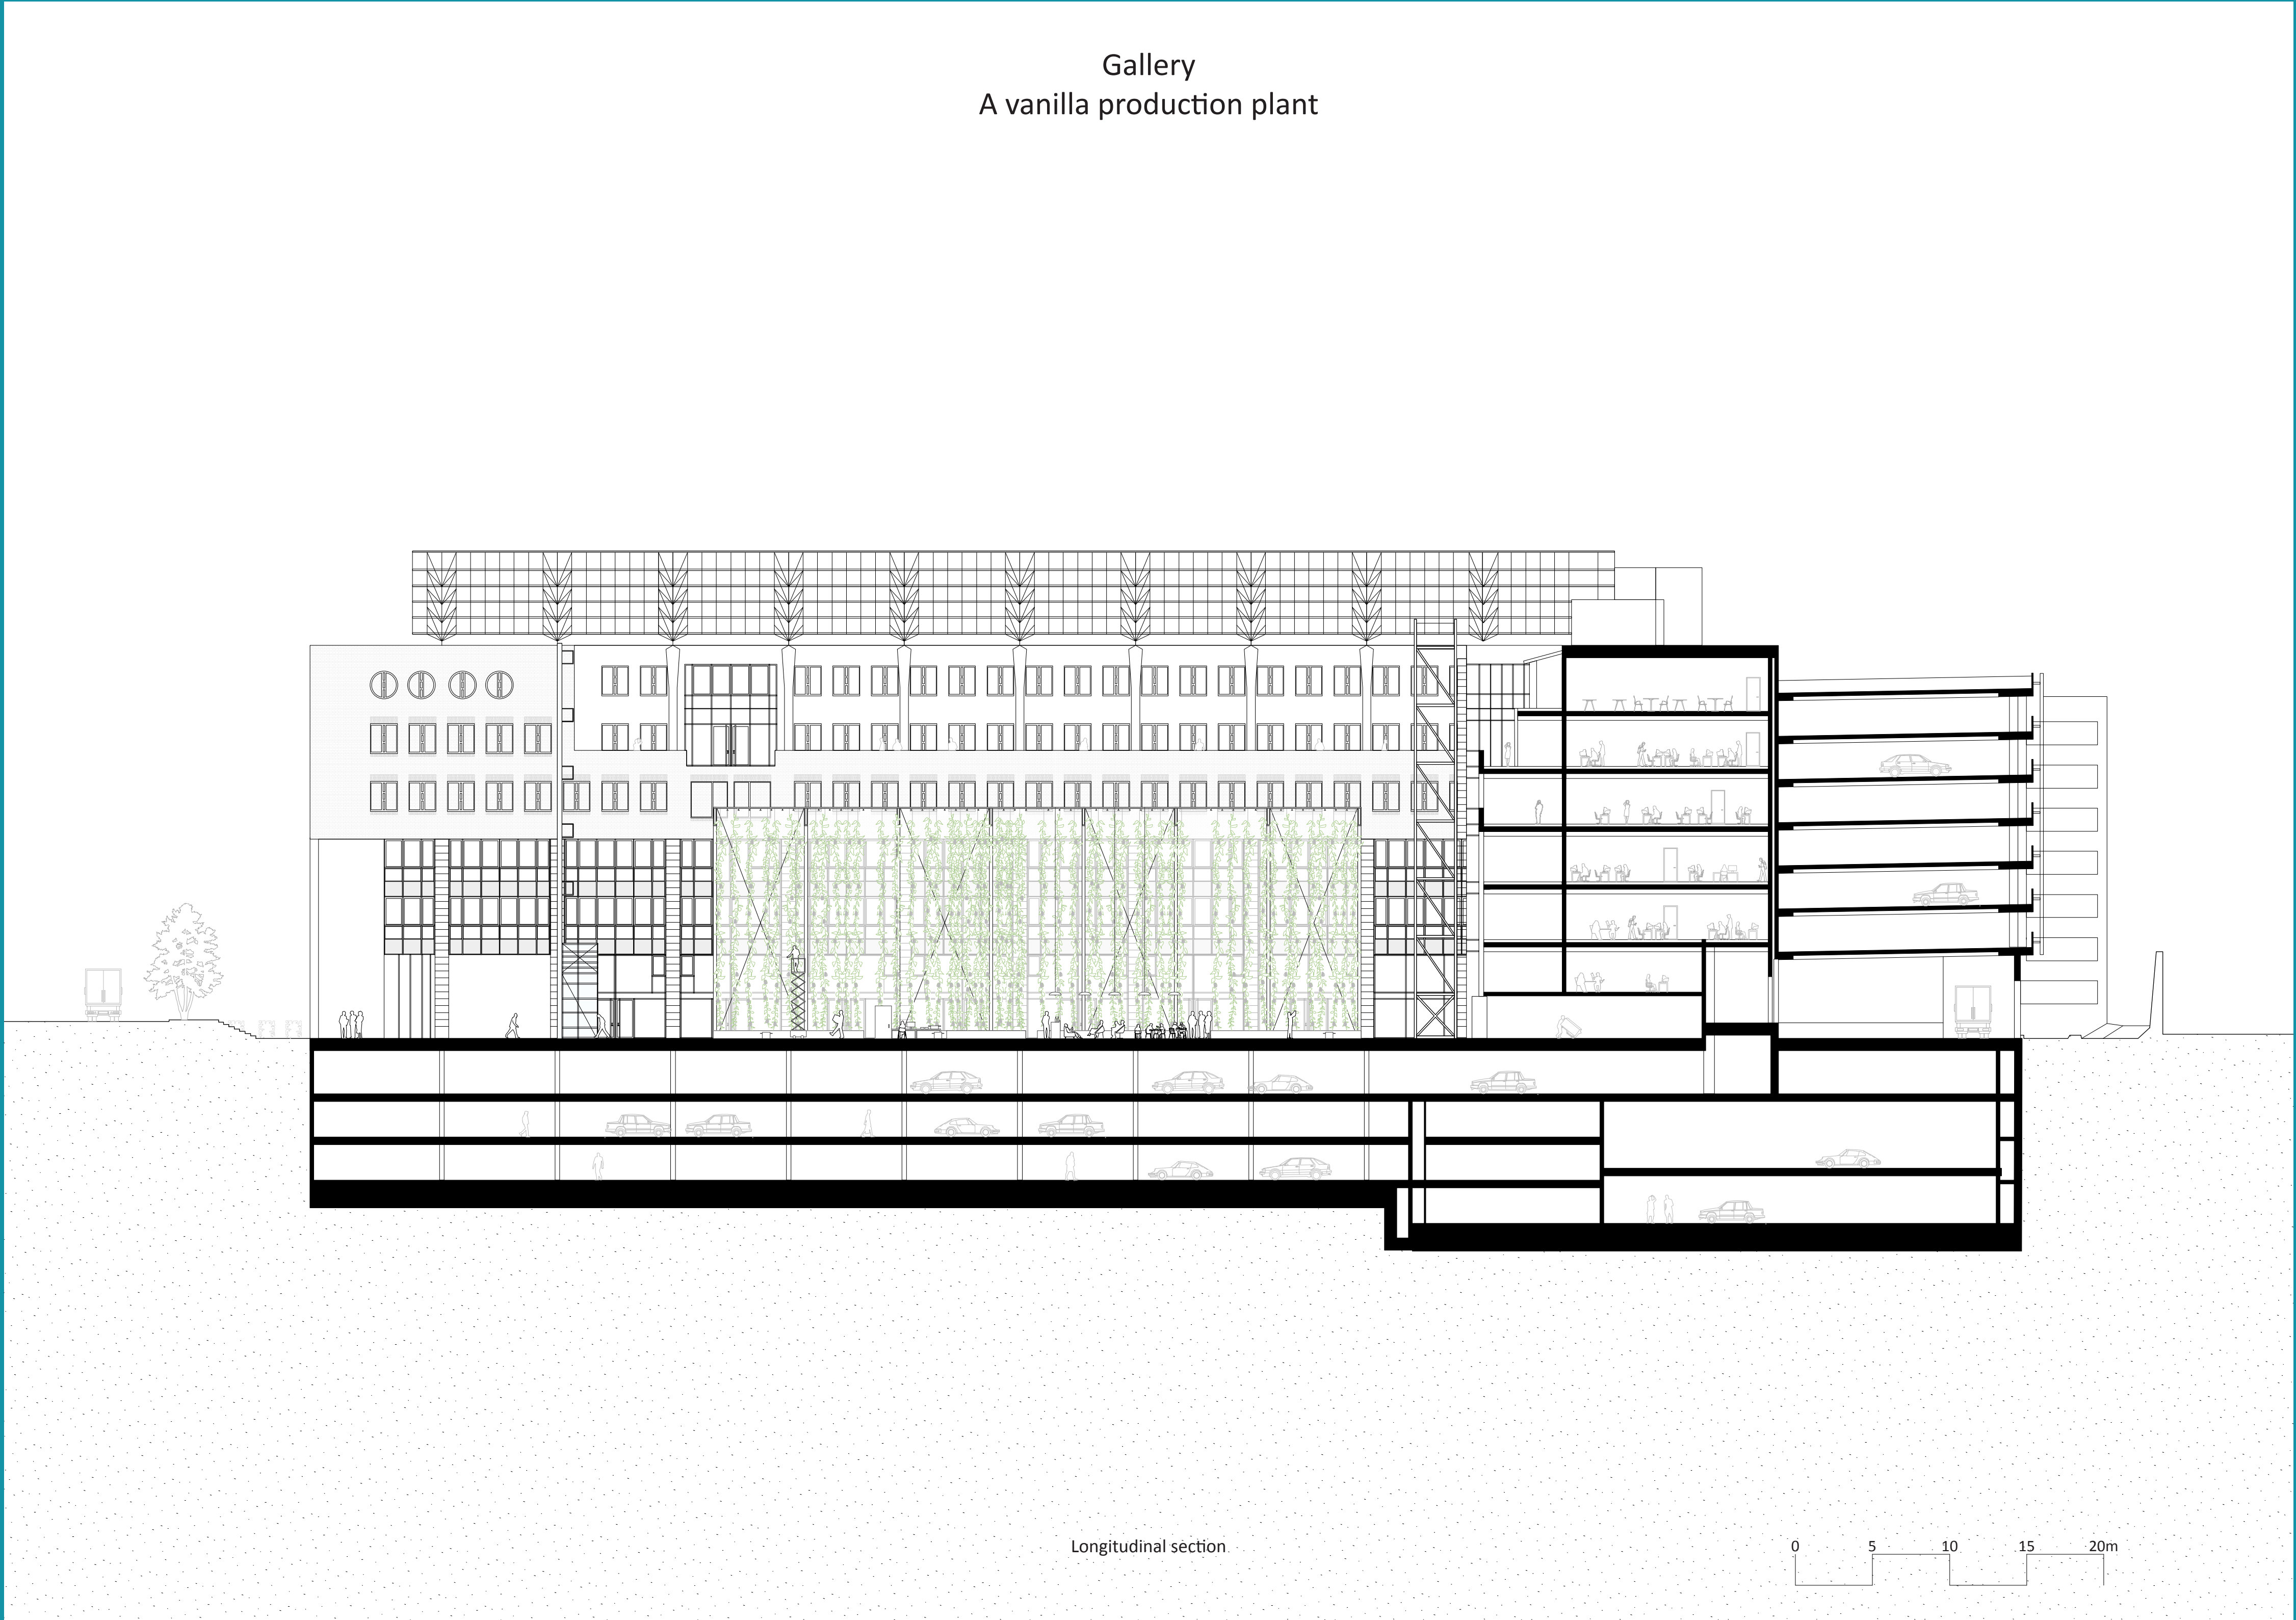 Gallery
A vanilla production plant
Longitudinal section
0 5 10 15 20m